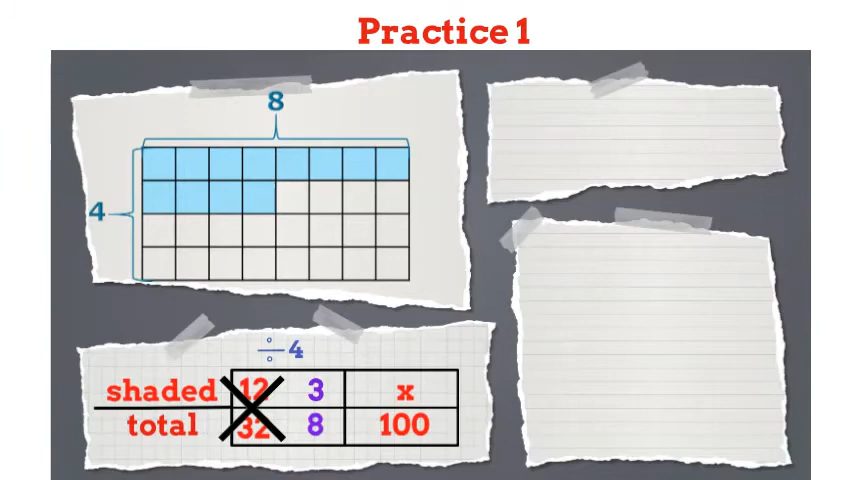 Practice 1
8
4
÷ 4
shaded 12 3 x
total 32 8 100